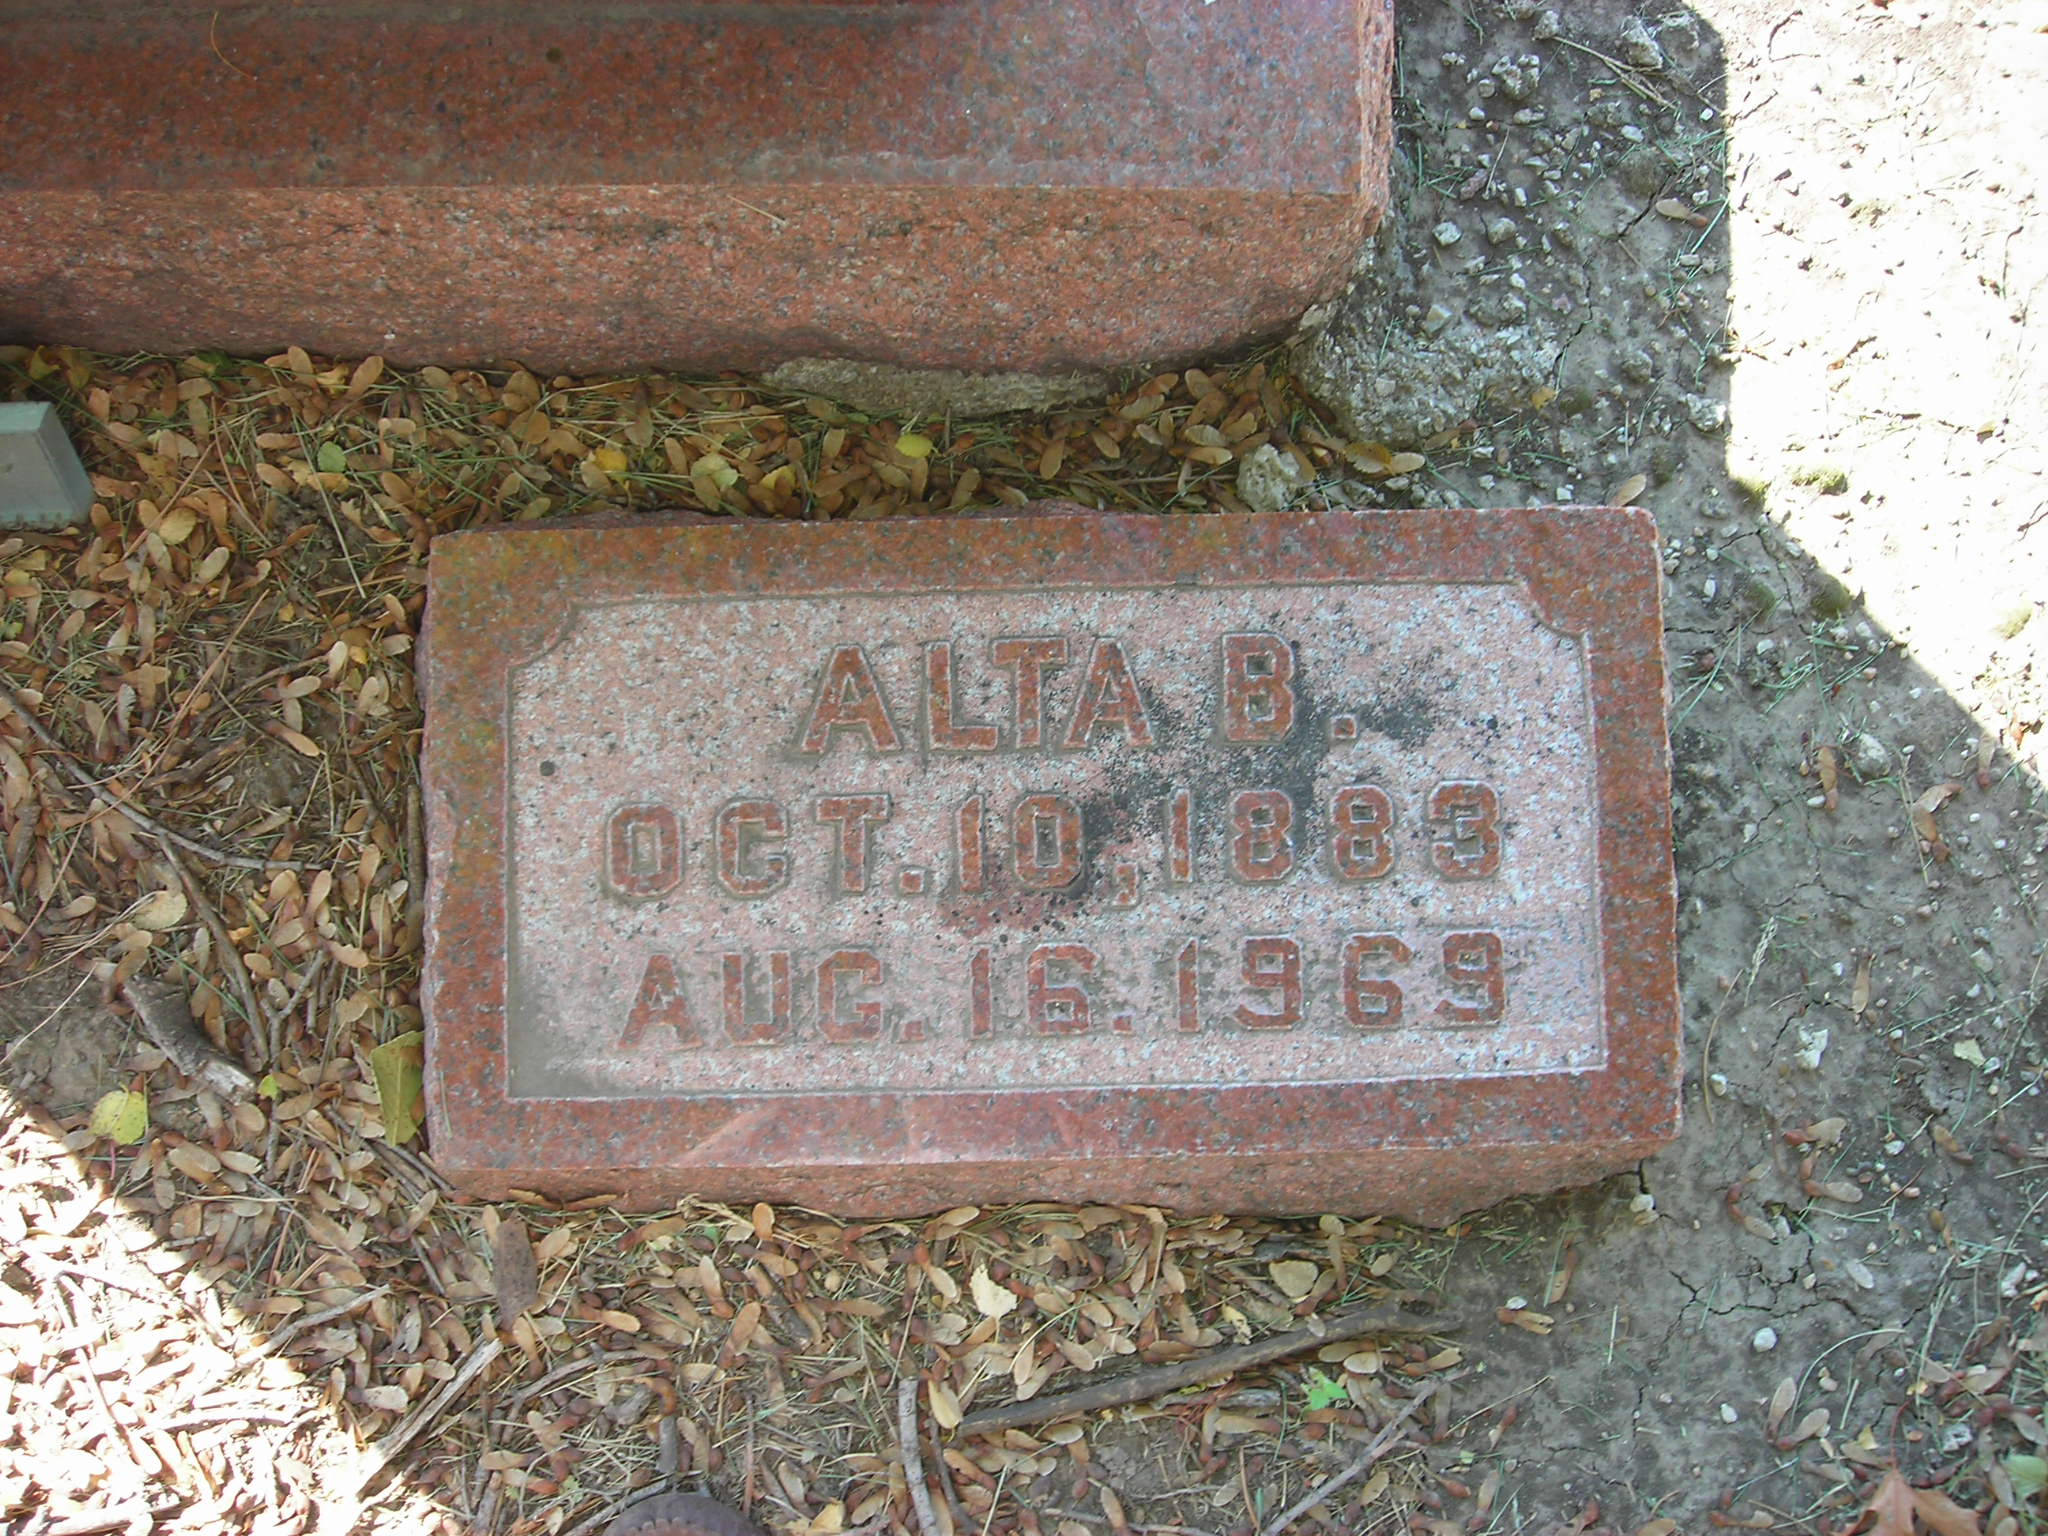 ALTA B.
OCT. 10, 1883
AUG. 16. 1969